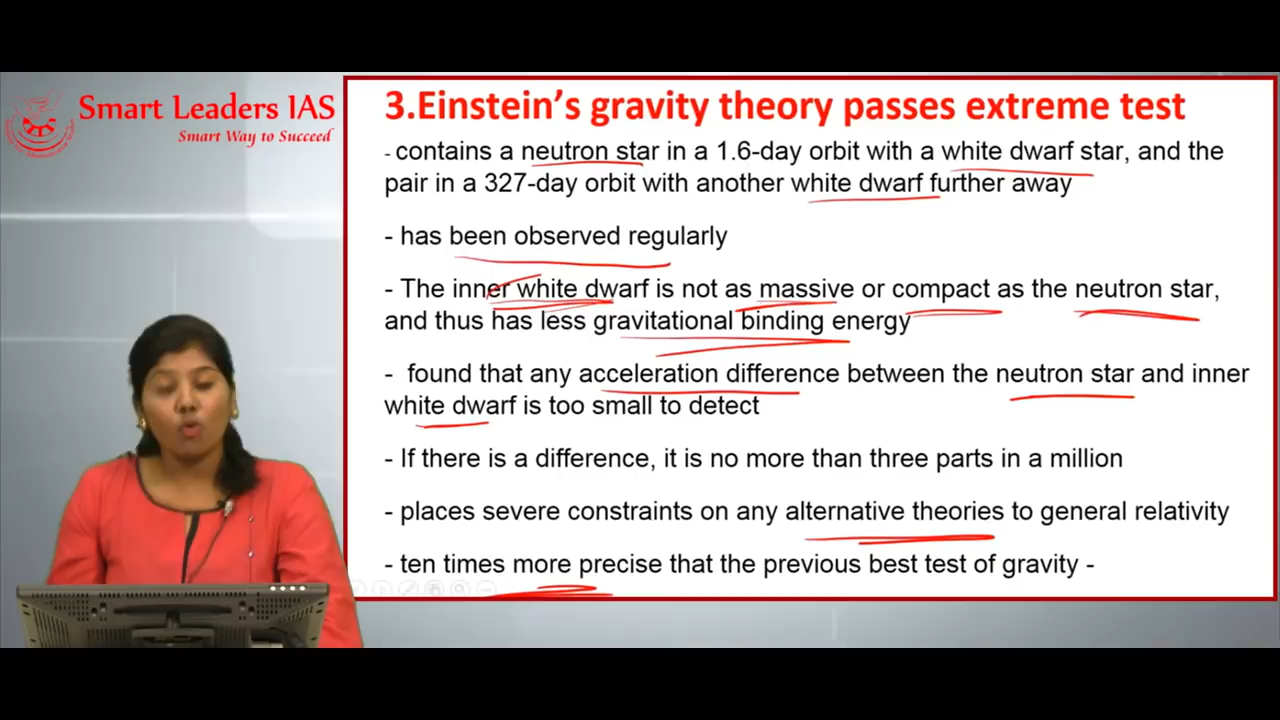 Smart Leaders IAS
Smart Way to Succeed
3.Einstein's gravity theory passes extreme test
- contains a neutron star in a 1.6-day orbit with a white dwarf star, and the
pair in a 327-day orbit with another white dwarf further away
- has been observed regularly
- The inner white dwarf is not as massive or compact as the neutron star,
and thus has less gravitational binding energy
- found that any acceleration difference between the neutron star and inner
white dwarf is too small to detect
- If there is a difference, it is no more than three parts in a million
- places severe constraints on any alternative theories to general relativity
- ten times more precise that the previous best test of gravity -